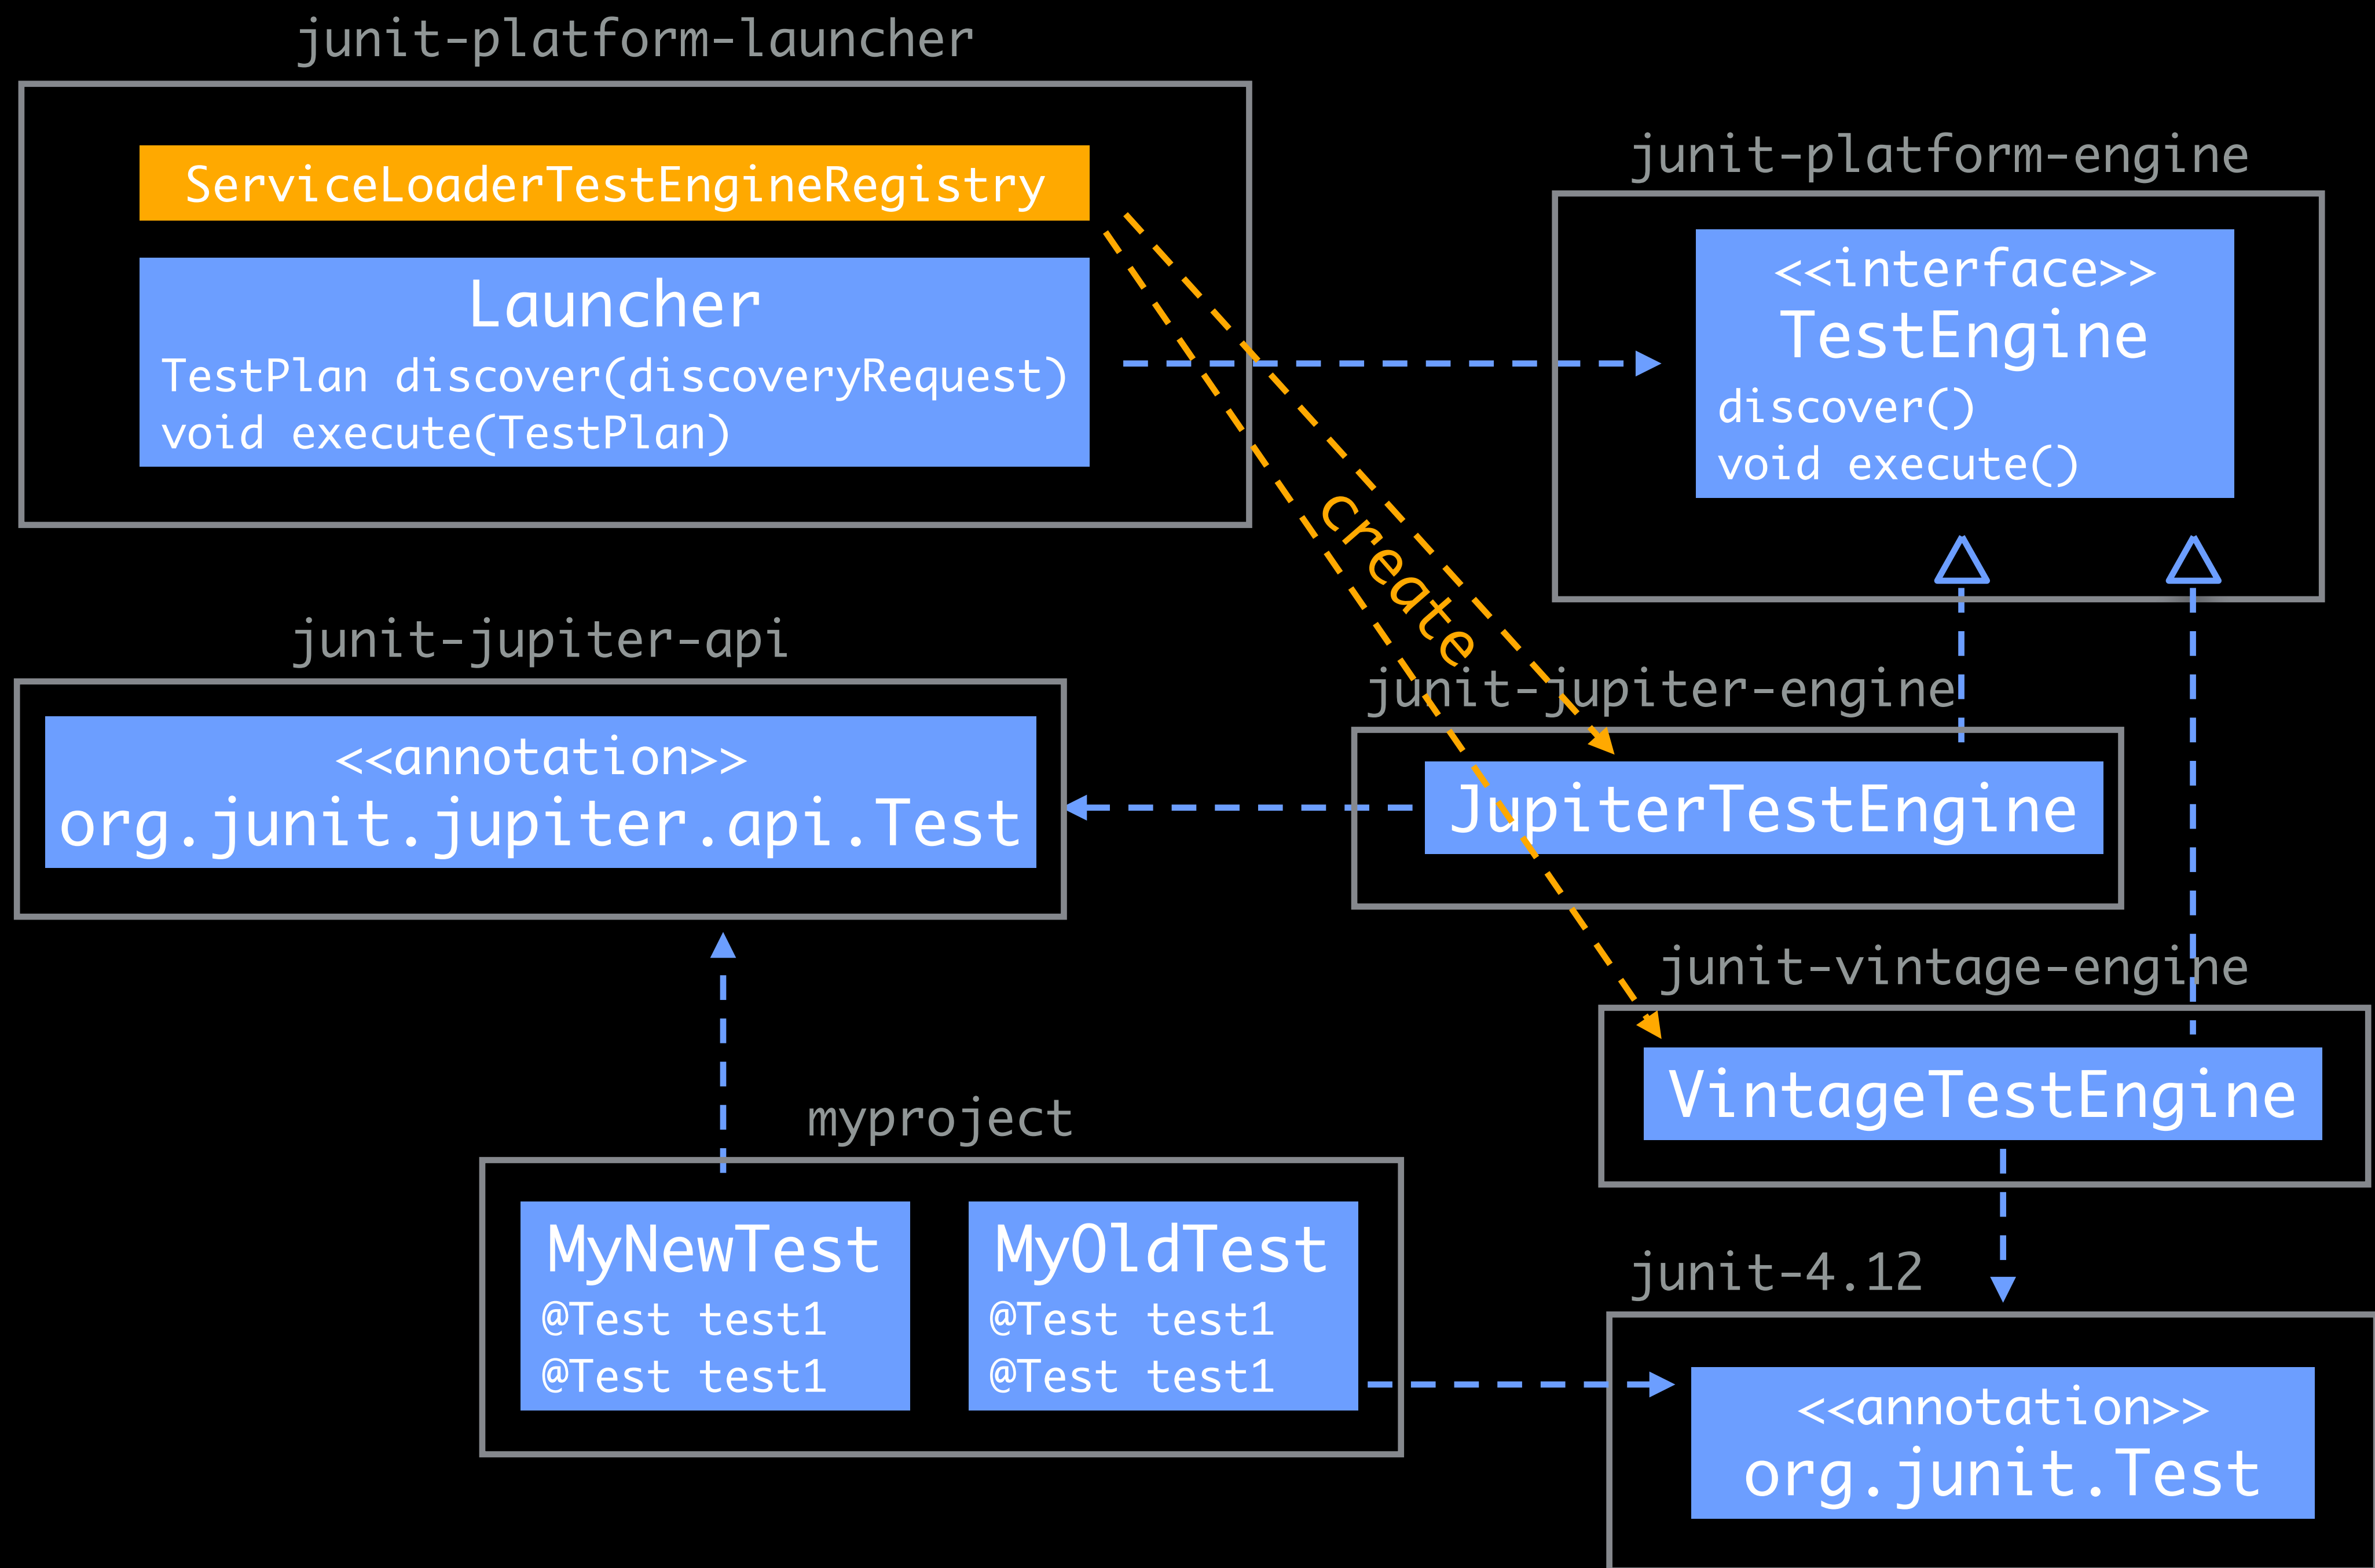 junit-platform-launcher
ServiceLoaderTestEngineRegistry
Launcher
TestPlan discover(discoveryRequest)
void execute(TestPlan)
junit-platform-engine
<<interface>>
TestEngine
discover()
void execute()
create
junit-jupiter-api
<<annotation>>
org.junit.jupiter.api.Test
junit-jupiter-engine
JupiterTestEngine
junit-vintage-engine
VintageTestEngine
myproject
MyNewTest
@Test test1
@Test test1
MyOldTest
@Test test1
@Test test1
junit-4.12
<<annotation>>
org.junit.Test